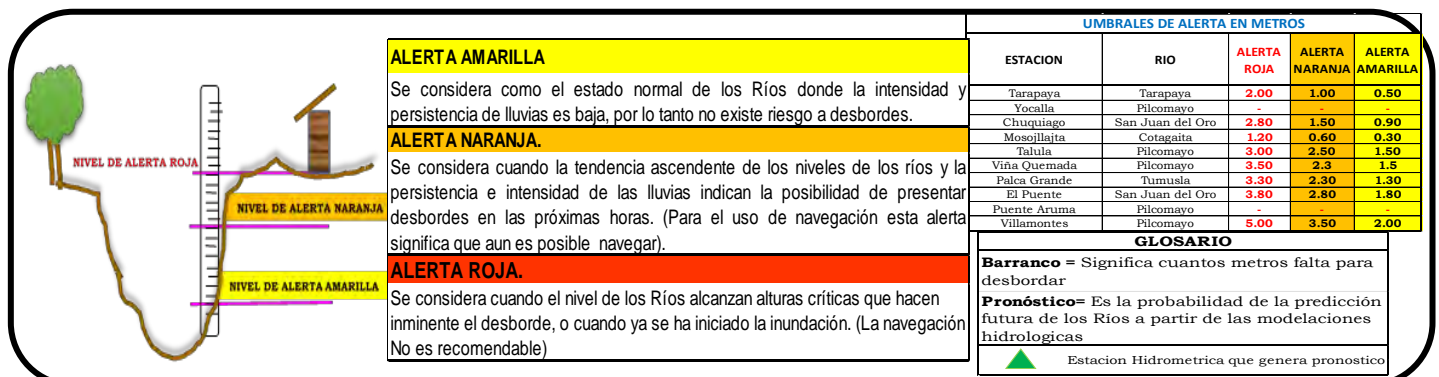 NIVEL DE ALERTA ROJA
NIVEL DE ALERTA NARANJA
NIVEL DE ALERTA AMARILLA
ALERTA AMARILLA
Se considera como el estado normal de los Ríos donde la intensidad y
persistencia de lluvias es baja, por lo tanto no existe riesgo a desbordes.
ALERTA NARANJA.
Se considera cuando la tendencia ascendente de los niveles de los ríos y la
persistencia e intensidad de las lluvias indican la posibilidad de presentar
desbordes en las próximas horas. (Para el uso de navegación esta alerta
significa que aun es posible navegar).
ALERTA ROJA.
Se considera cuando el nivel de los Ríos alcanzan alturas críticas que hacen
inminente el desborde, o cuando ya se ha iniciado la inundación. (La navegación
No es recomendable)
UMBRALES DE ALERTA EN METROS
ESTACION RIO ALERTA ROJA ALERTA NARANJA ALERTA AMARILLA
Tarapaya Tarapaya 2.00 1.00 0.50
Yocalla Pilcomayo - - -
Chuquiago San Juan del Oro 2.80 1.50 0.90
Mosojllajta Cotagaita 1.20 0.60 0.30
Talula Pilcomayo 3.00 2.50 1.50
Viña Quemada Pilcomayo 3.50 2.3 1.5
Palca Grande Tumusla 3.30 2.30 1.30
El Puente San Juan del Oro 3.80 2.80 1.80
Puente Aruma Pilcomayo - - -
Villamontes Pilcomayo 5.00 3.50 2.00
GLOSARIO
Barranco = Significa cuantos metros falta para
desbordar
Pronóstico= Es la probabilidad de la predicción
futura de los Ríos a partir de las modelaciones
hidrologicas
Estacion Hidrometrica que genera pronostico